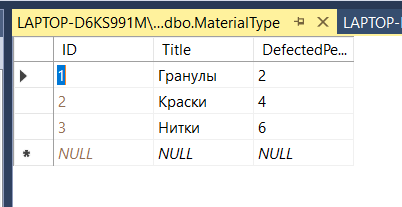 LAPTOP-D6KS991M\...dbo.MaterialType LAPTOP-
ID Title DefectedPe...
1 Гранулы 2
2 Краски 4
3 Нитки 6
NULL NULL NULL